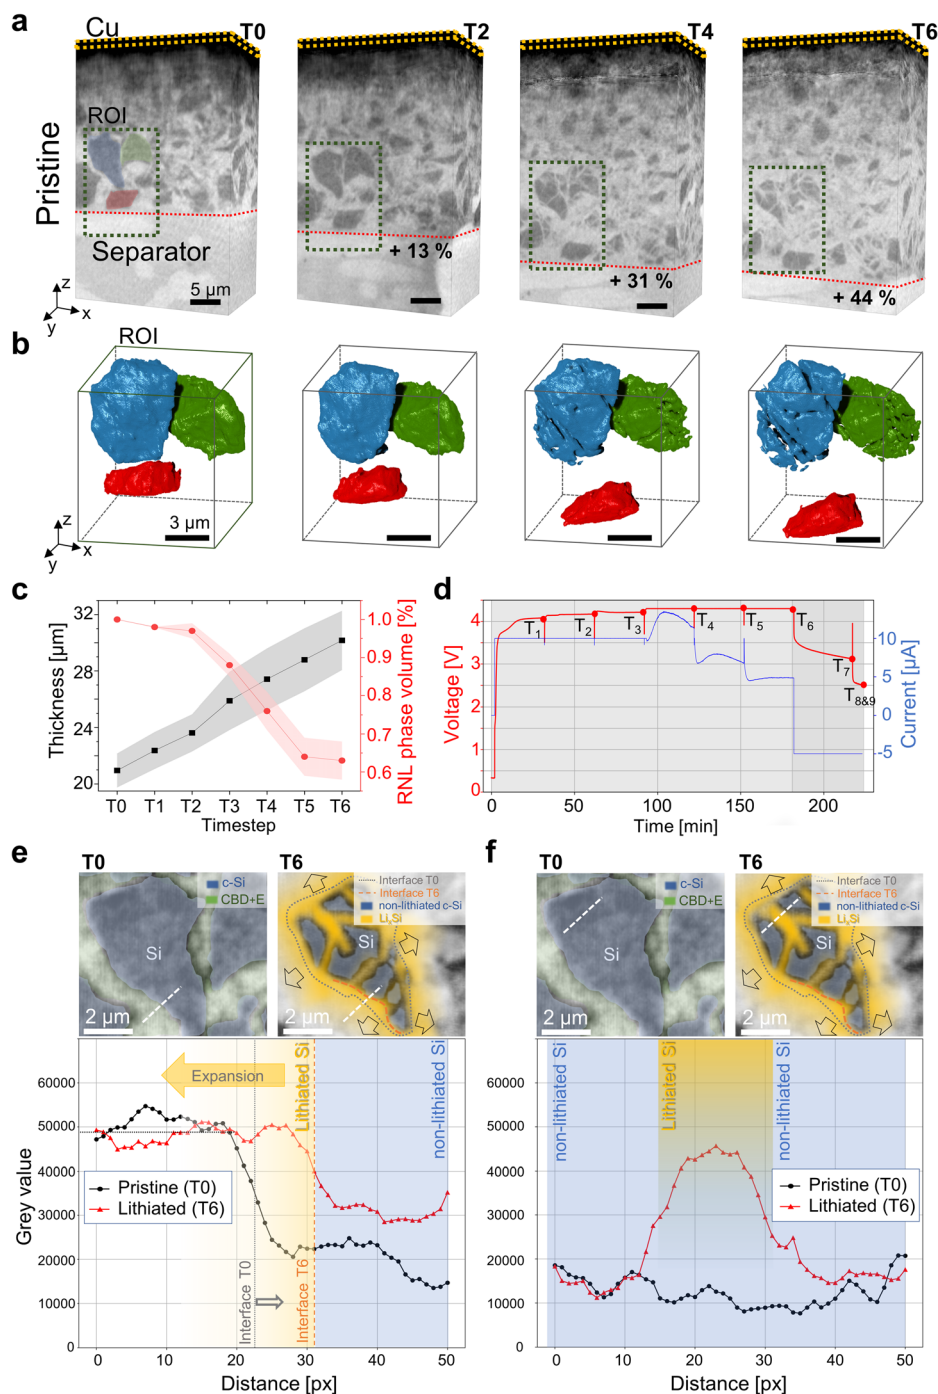 a
Cu
T0
T2
T4
T6
Pristine
ROI
Separator
5 µm
+ 13 %
+ 31 %
+ 44 %
z
x
y
b
ROI
3 µm
z
x
y
c
Thickness [µm]
32
28
24
20
T0 T1 T2 T3 T4 T5 T6
Timestep
1.0
0.9
0.8
0.7
0.6
RNL phase volume [%]
d
Voltage [V]
4
3
2
1
0
T1
T2
T3
T4
T5
T6
T7
T8&9
0 50 100 150 200
Time [min]
10
5
0
-5
Current [µA]
e
T0
c-Si
CBD+E
Si
2 µm
T6
Interface T0
Interface T6
non-lithiated c-Si
LixSi
Si
2 µm
Grey value
60000
50000
40000
30000
20000
10000
0
Expansion
Lithiated Si
non-lithiated Si
Pristine (T0)
Lithiated (T6)
Interface T0
Interface T6
0 10 20 30 40 50
Distance [px]
f
T0
c-Si
CBD+E
Si
2 µm
T6
Interface T0
Interface T6
non-lithiated c-Si
LixSi
Si
2 µm
60000
50000
40000
30000
20000
10000
0
non-lithiated Si
Lithiated Si
non-lithiated Si
Pristine (T0)
Lithiated (T6)
0 10 20 30 40 50
Distance [px]